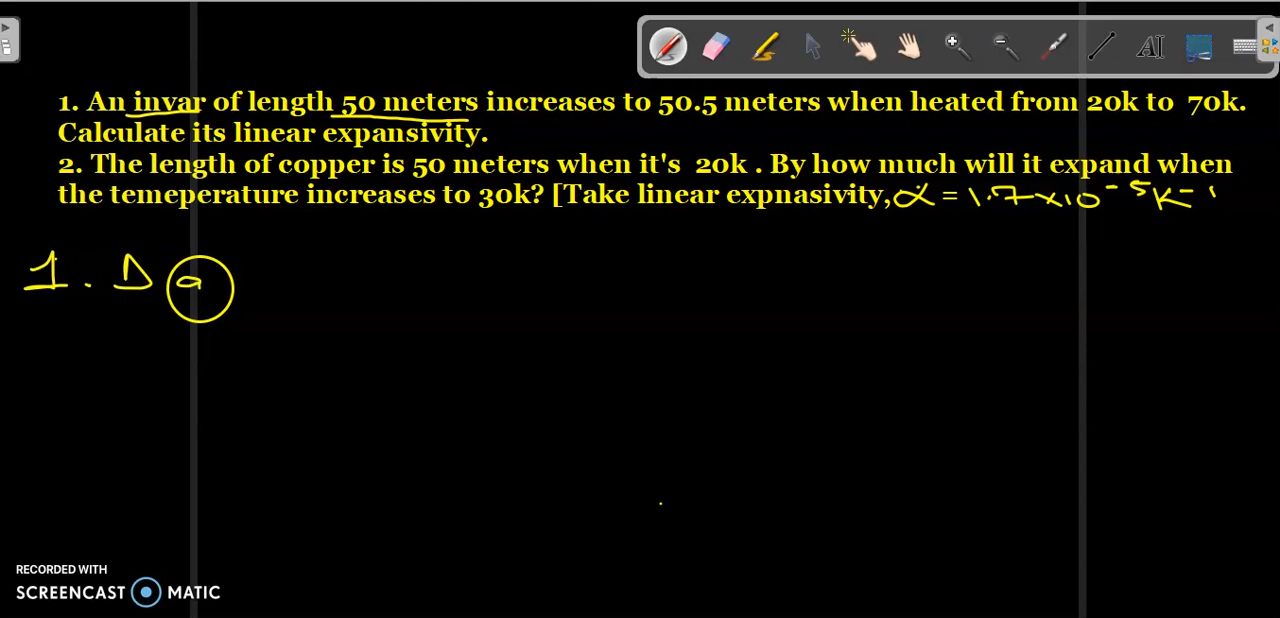 1. An invar of length 50 meters increases to 50.5 meters when heated from 20k to 70k.
Calculate its linear expansivity.
2. The length of copper is 50 meters when it's 20k . By how much will it expand when
the temeperature increases to 30k? [Take linear expnasivity, α = 1.7×10⁻⁵K⁻¹
1. Da
RECORDED WITH
SCREENCAST MATIC